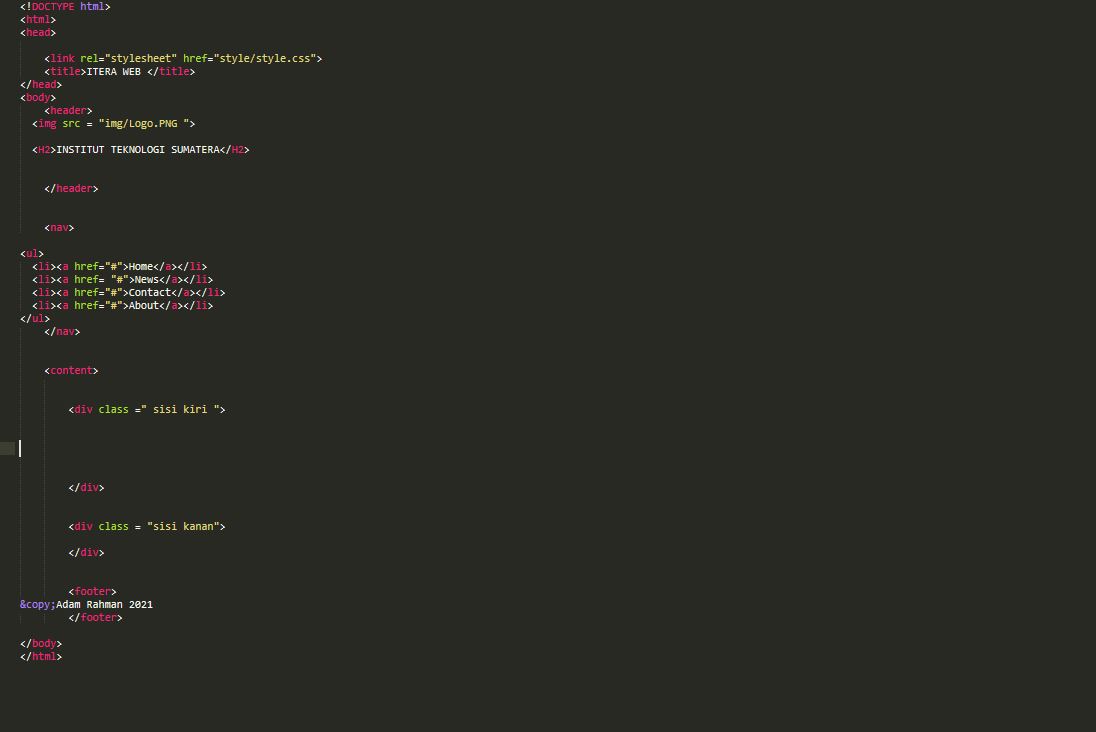 <!DOCTYPE html>
<html>
<head>
<link rel="stylesheet" href="style/style.css">
<title>ITERA WEB </title>
</head>
<body>
<header>
<img src = "img/Logo.PNG ">
<H2>INSTITUT TEKNOLOGI SUMATERA</H2>
</header>
<nav>
<ul>
<li><a href="#">Home</a></li>
<li><a href= "#">News</a></li>
<li><a href="#">Contact</a></li>
<li><a href="#">About</a></li>
</ul>
</nav>
<content>
<div class =" sisi kiri ">
</div>
<div class = "sisi kanan">
</div>
<footer>
&copy;Adam Rahman 2021
</footer>
</body>
</html>